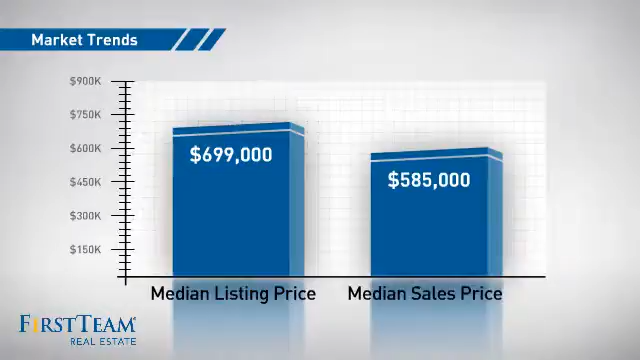 Market Trends
$900K
$750K
$600K
$450K
$300K
$150K
$699,000
$585,000
Median Listing Price
Median Sales Price
FIRSTTEAM®
REAL ESTATE